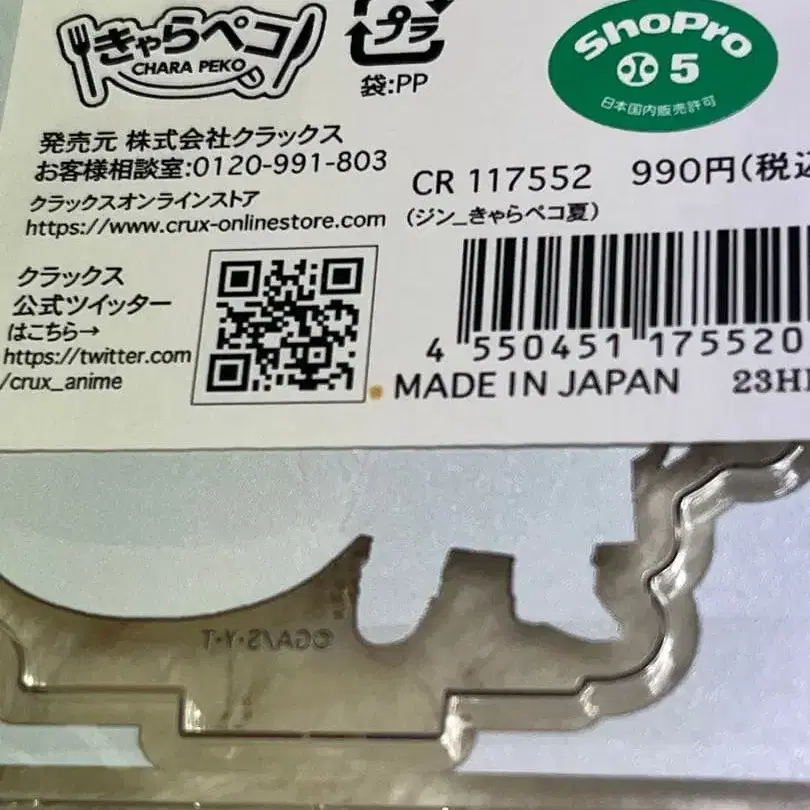 きゃらペコ
CHARA PEKO
プラ
袋:PP
ShoPro
5
日本国内販売許可
発売元 株式会社クラックス
お客様相談室:0120-991-803
クラックスオンラインストア
https://www.crux-onlinestore.com
CR 117552 990円(税込
(ジン_きゃらペコ夏)
クラックス
公式ツイッター
はこちら→
https://twitter.com
/crux_anime
4 550451 175520
MADE IN JAPAN 23H
©GA/S・Y・T